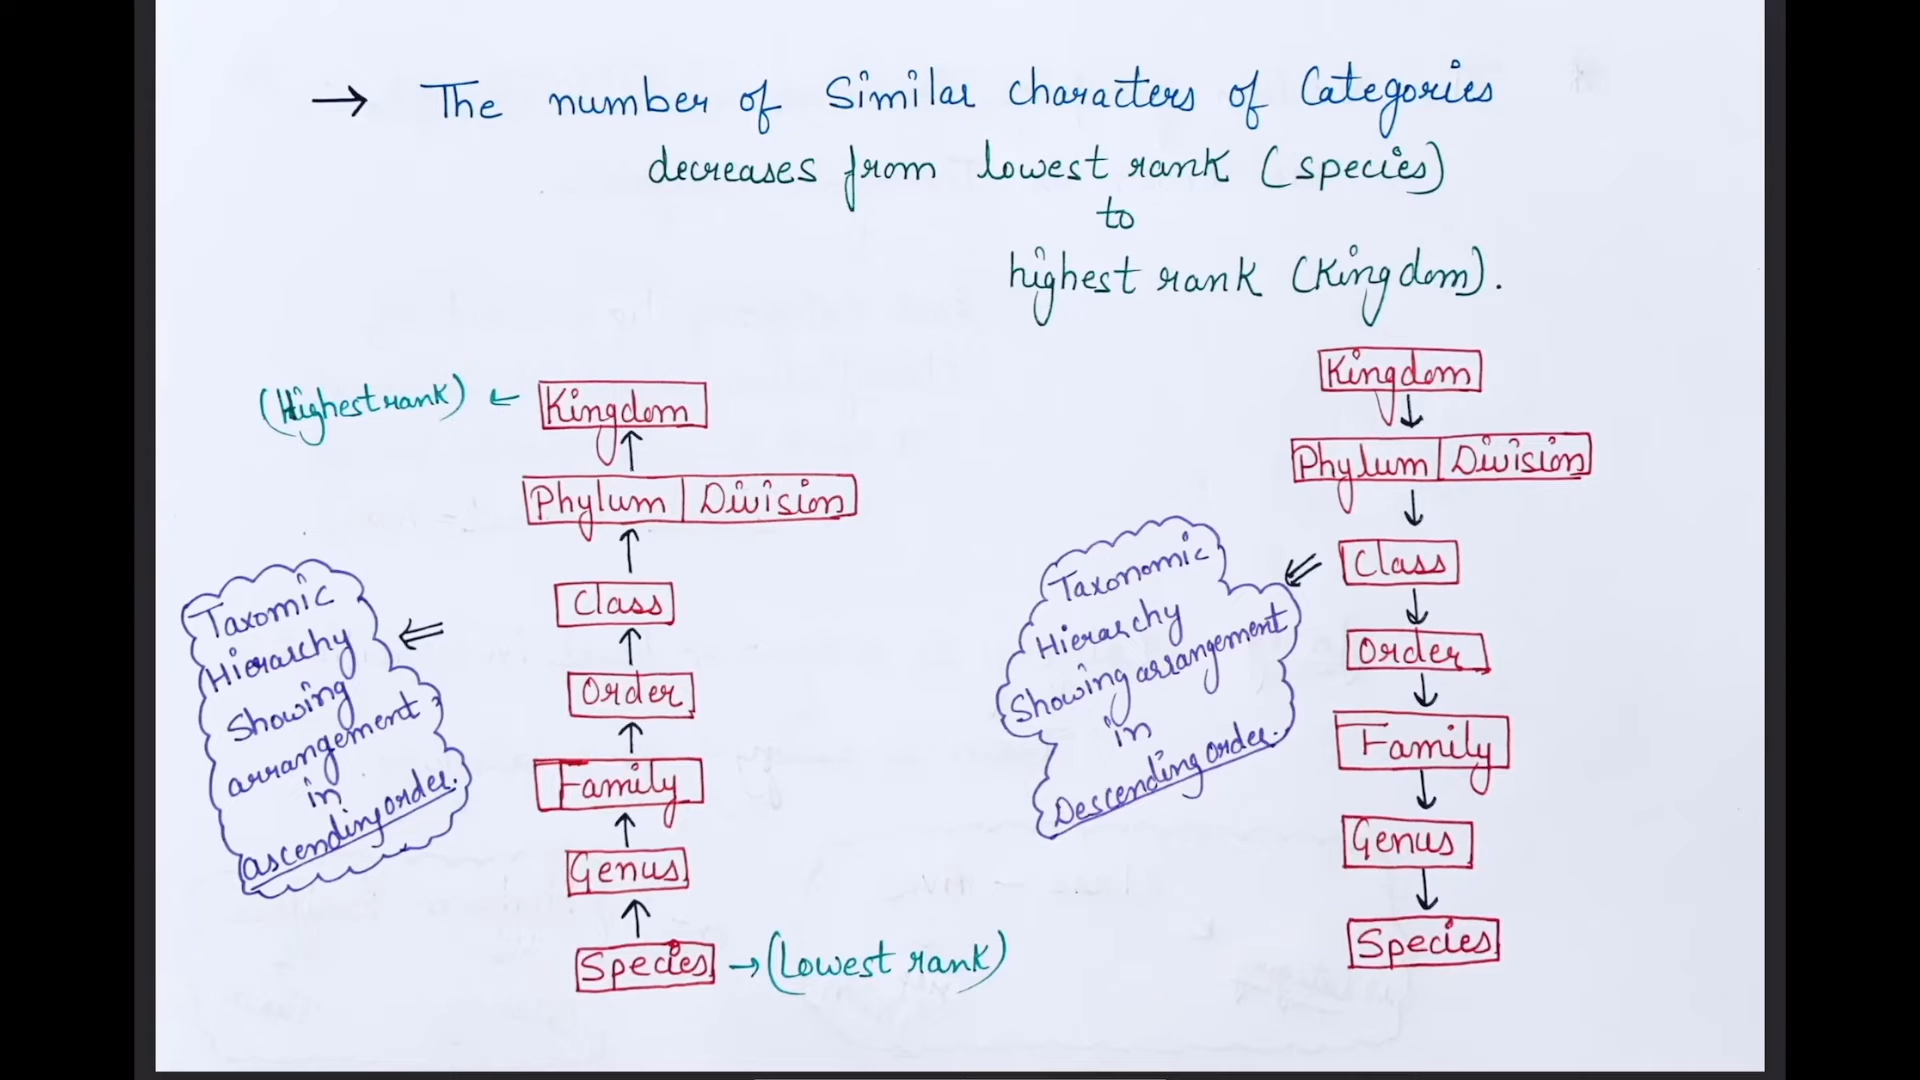 → The number of Similar characters of Categories
decreases from lowest rank (species)
to
highest rank (Kingdom).
(Highest rank) ← Kingdom
Phylum | Division
Class
Order
Family
Genus
Species → (Lowest rank)
Taxomic
Hierarchy
Showing
arrangement
in
ascending order.
Kingdom
Phylum | Division
Class
Order
Family
Genus
Species
Taxonomic
Hierarchy
Showing arrangement
in
Descending order.